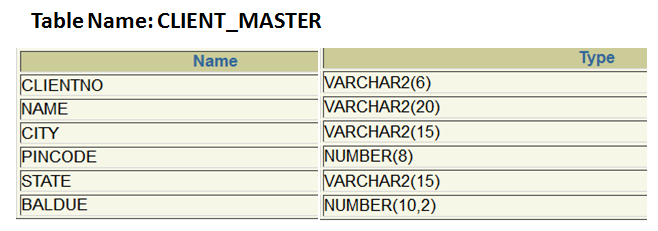 Table Name: CLIENT_MASTER
Name Type
CLIENTNO VARCHAR2(6)
NAME VARCHAR2(20)
CITY VARCHAR2(15)
PINCODE NUMBER(8)
STATE VARCHAR2(15)
BALDUE NUMBER(10,2)